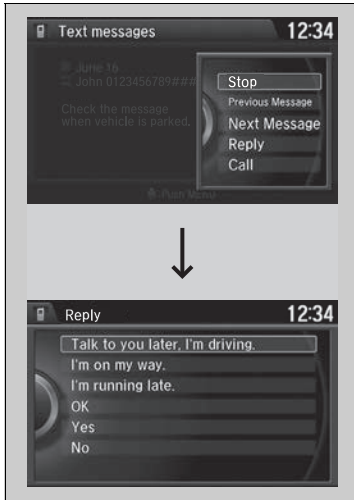 Text messages 12:34
June 16
John 0123456789###
Check the message
when vehicle is parked.
Stop
Previous Message
Next Message
Reply
Call
Push Menu
Reply 12:34
Talk to you later, I'm driving.
I'm on my way.
I'm running late.
OK
Yes
No